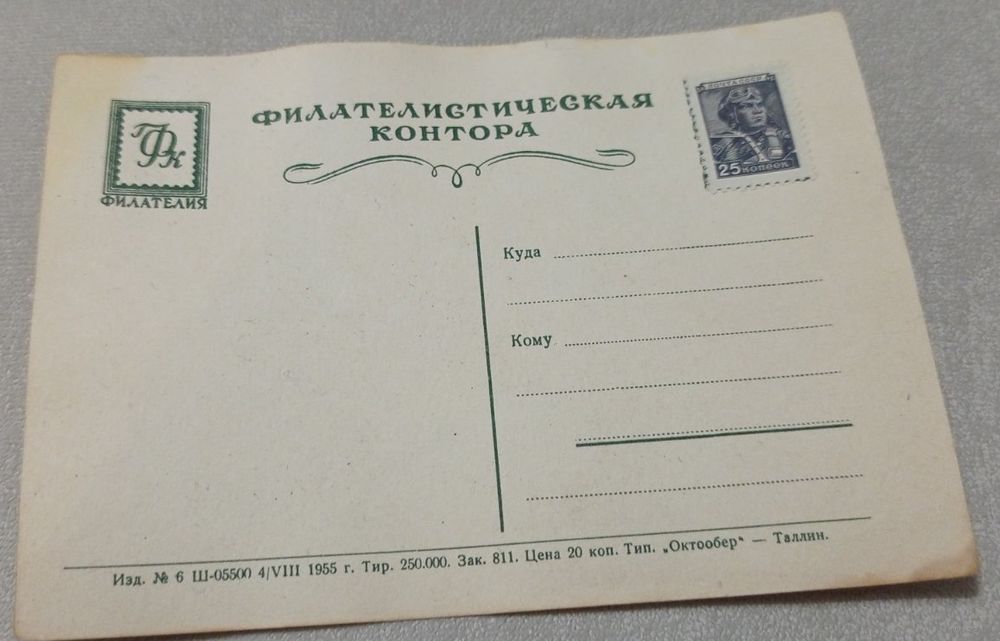 ФК
ФИЛАТЕЛИЯ
ФИЛАТЕЛИСТИЧЕСКАЯ
КОНТОРА
ПОЧТА СССР
25 КОПЕЕК
Куда
Кому
Изд. № 6 Ш-05500 4/VIII 1955 г. Тир. 250.000. Зак. 811. Цена 20 коп. Тип. „Октообер“ — Таллин.